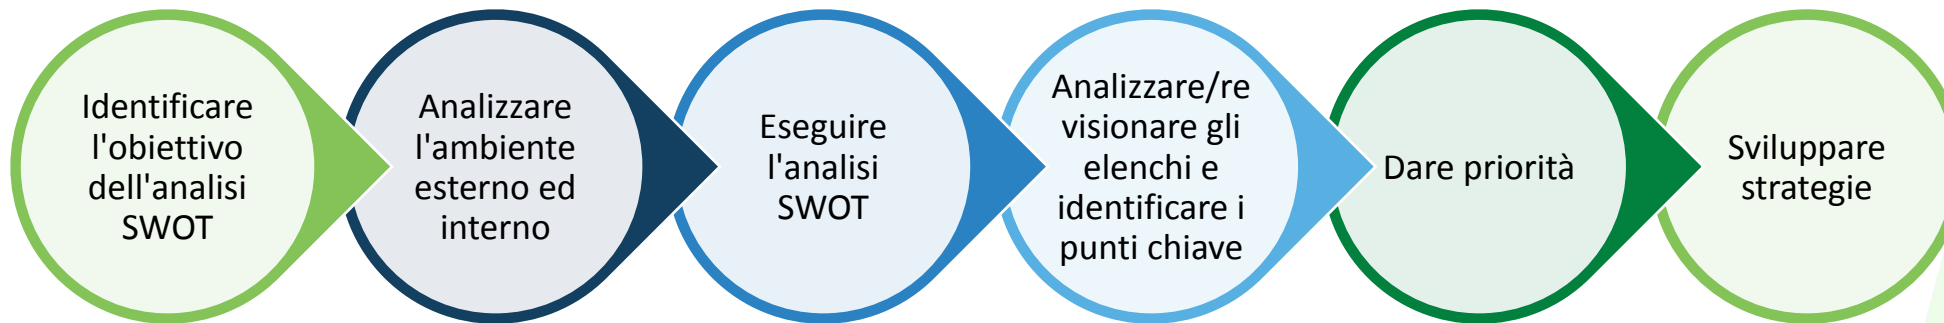 Identificare
l'obiettivo
dell'analisi
SWOT
Analizzare
l'ambiente
esterno ed
interno
Eseguire
l'analisi
SWOT
Analizzare/re
visionare gli
elenchi e
identificare i
punti chiave
Dare priorità
Sviluppare
strategie